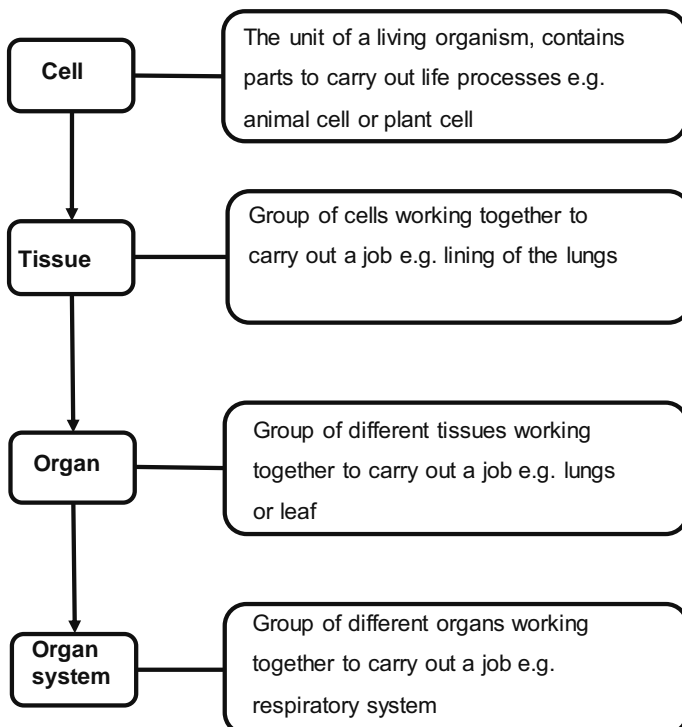 Cell
The unit of a living organism, contains
parts to carry out life processes e.g.
animal cell or plant cell
Tissue
Group of cells working together to
carry out a job e.g. lining of the lungs
Organ
Group of different tissues working
together to carry out a job e.g. lungs
or leaf
Organ
system
Group of different organs working
together to carry out a job e.g.
respiratory system